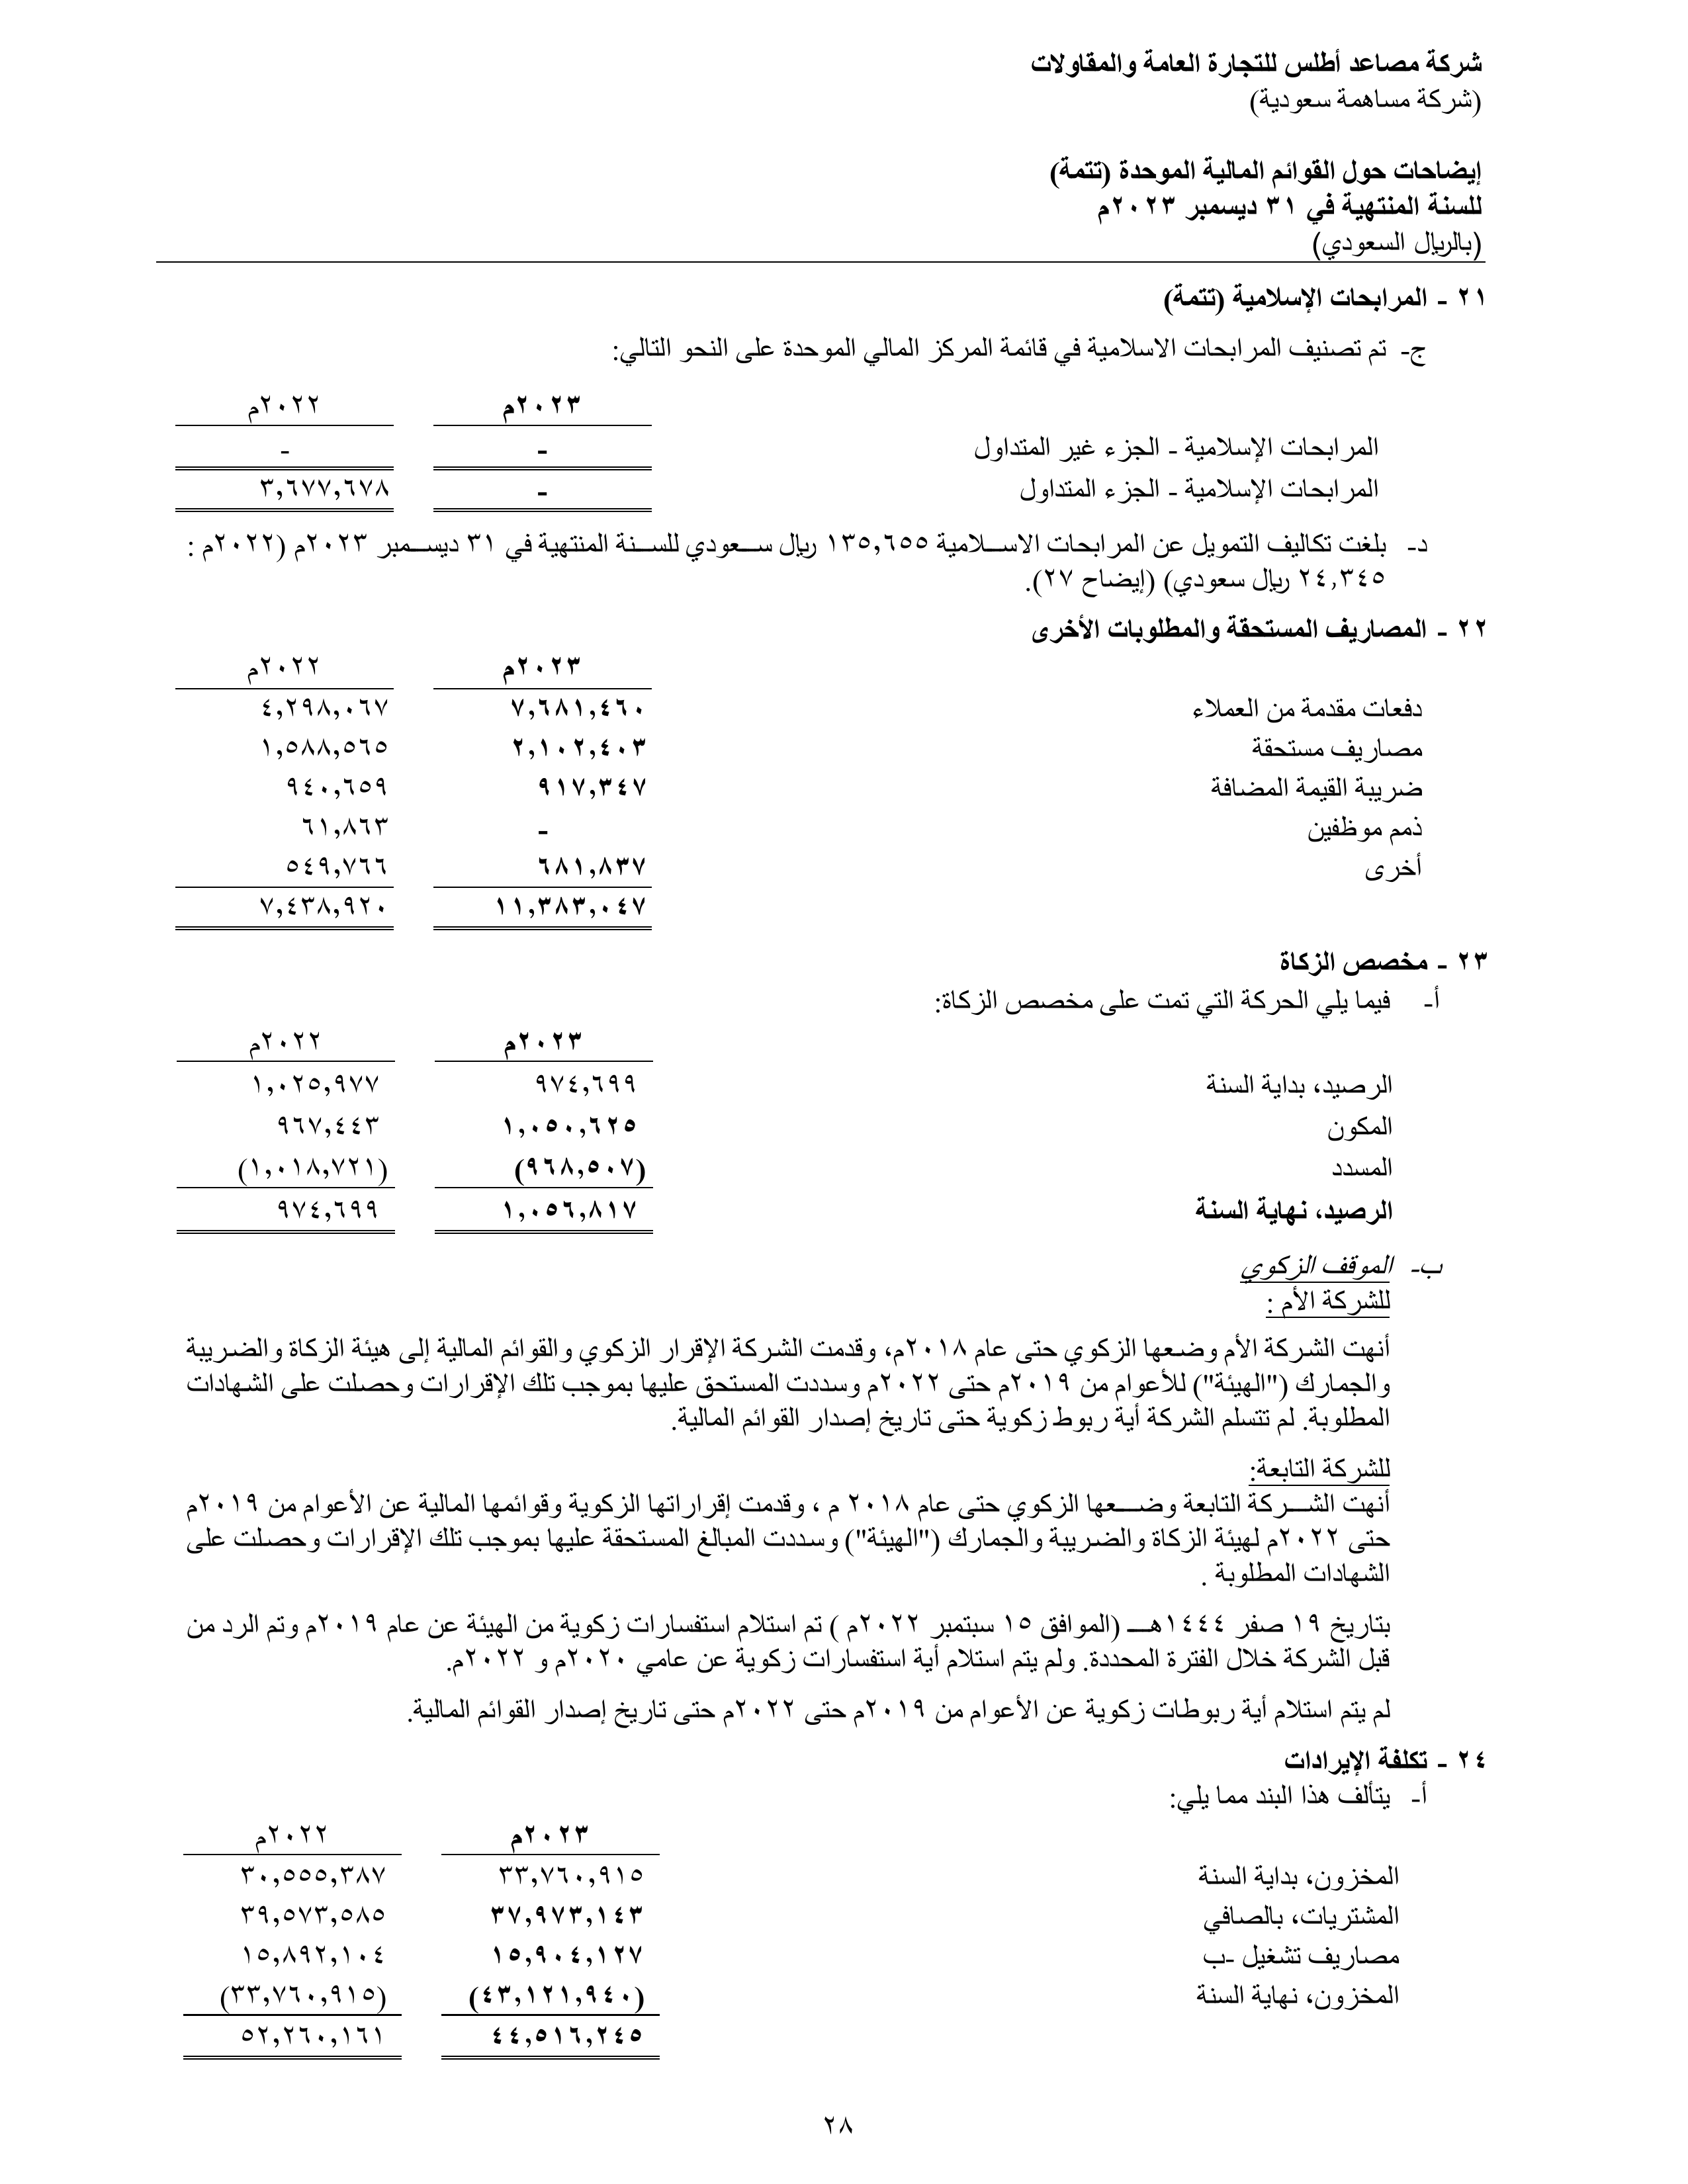 شركة مصاعد أطلس للتجارة العامة والمقاولات
(شركة مساهمة سعودية)
إيضاحات حول القوائم المالية الموحدة (تتمة)
للسنة المنتهية في ٣١ ديسمبر ٢٠٢٣م
(بالريال السعودي)
٢١ - المرابحات الإسلامية (تتمة)
ج- تم تصنيف المرابحات الاسلامية في قائمة المركز المالي الموحدة على النحو التالي:
٢٠٢٣م ٢٠٢٢م
المرابحات الإسلامية - الجزء غير المتداول - -
المرابحات الإسلامية - الجزء المتداول - ٣,٦٧٧,٦٧٨
د- بلغت تكاليف التمويل عن المرابحات الاسلامية ١٣٥,٦٥٥ ريال سعودي للسنة المنتهية في ٣١ ديسمبر ٢٠٢٣م (٢٠٢٢م :
٢٤,٣٤٥ ريال سعودي) (إيضاح ٢٧).
٢٢ - المصاريف المستحقة والمطلوبات الأخرى
٢٠٢٣م ٢٠٢٢م
دفعات مقدمة من العملاء ٧,٦٨١,٤٦٠ ٤,٢٩٨,٠٦٧
مصاريف مستحقة ٢,١٠٢,٤٠٣ ١,٥٨٨,٥٦٥
ضريبة القيمة المضافة ٩١٧,٣٤٧ ٩٤٠,٦٥٩
ذمم موظفين - ٦١,٨٦٣
أخرى ٦٨١,٨٣٧ ٥٤٩,٧٦٦
١١,٣٨٣,٠٤٧ ٧,٤٣٨,٩٢٠
٢٣ - مخصص الزكاة
أ- فيما يلي الحركة التي تمت على مخصص الزكاة:
٢٠٢٣م ٢٠٢٢م
الرصيد، بداية السنة ٩٧٤,٦٩٩ ١,٠٢٥,٩٧٧
المكون ١,٠٥٠,٦٢٥ ٩٦٧,٤٤٣
المسدد (٩٦٨,٥٠٧) (١,٠١٨,٧٢١)
الرصيد، نهاية السنة ١,٠٥٦,٨١٧ ٩٧٤,٦٩٩
ب- الموقف الزكوي
للشركة الأم :
أنهت الشركة الأم وضعها الزكوي حتى عام ٢٠١٨م، وقدمت الشركة الإقرار الزكوي والقوائم المالية إلى هيئة الزكاة والضريبة
والجمارك ("الهيئة") للأعوام من ٢٠١٩م حتى ٢٠٢٢م وسددت المستحق عليها بموجب تلك الإقرارات وحصلت على الشهادات
المطلوبة. لم تتسلم الشركة أية ربوط زكوية حتى تاريخ إصدار القوائم المالية.
للشركة التابعة:
أنهت الشركة التابعة وضعها الزكوي حتى عام ٢٠١٨ م ، وقدمت إقراراتها الزكوية وقوائمها المالية عن الأعوام من ٢٠١٩م
حتى ٢٠٢٢م لهيئة الزكاة والضريبة والجمارك ("الهيئة") وسددت المبالغ المستحقة عليها بموجب تلك الإقرارات وحصلت على
الشهادات المطلوبة .
بتاريخ ١٩ صفر ١٤٤٤هـ (الموافق ١٥ سبتمبر ٢٠٢٢م ) تم استلام استفسارات زكوية من الهيئة عن عام ٢٠١٩م وتم الرد من
قبل الشركة خلال الفترة المحددة. ولم يتم استلام أية استفسارات زكوية عن عامي ٢٠٢٠م و ٢٠٢٢م.
لم يتم استلام أية ربوطات زكوية عن الأعوام من ٢٠١٩م حتى ٢٠٢٢م حتى تاريخ إصدار القوائم المالية.
٢٤ - تكلفة الإيرادات
أ- يتألف هذا البند مما يلي:
٢٠٢٣م ٢٠٢٢م
المخزون، بداية السنة ٣٣,٧٦٠,٩١٥ ٣٠,٥٥٥,٣٨٧
المشتريات، بالصافي ٣٧,٩٧٣,١٤٣ ٣٩,٥٧٣,٥٨٥
مصاريف تشغيل -ب ١٥,٩٠٤,١٢٧ ١٥,٨٩٢,١٠٤
المخزون، نهاية السنة (٤٣,١٢١,٩٤٠) (٣٣,٧٦٠,٩١٥)
٤٤,٥١٦,٢٤٥ ٥٢,٢٦٠,١٦١
٢٨